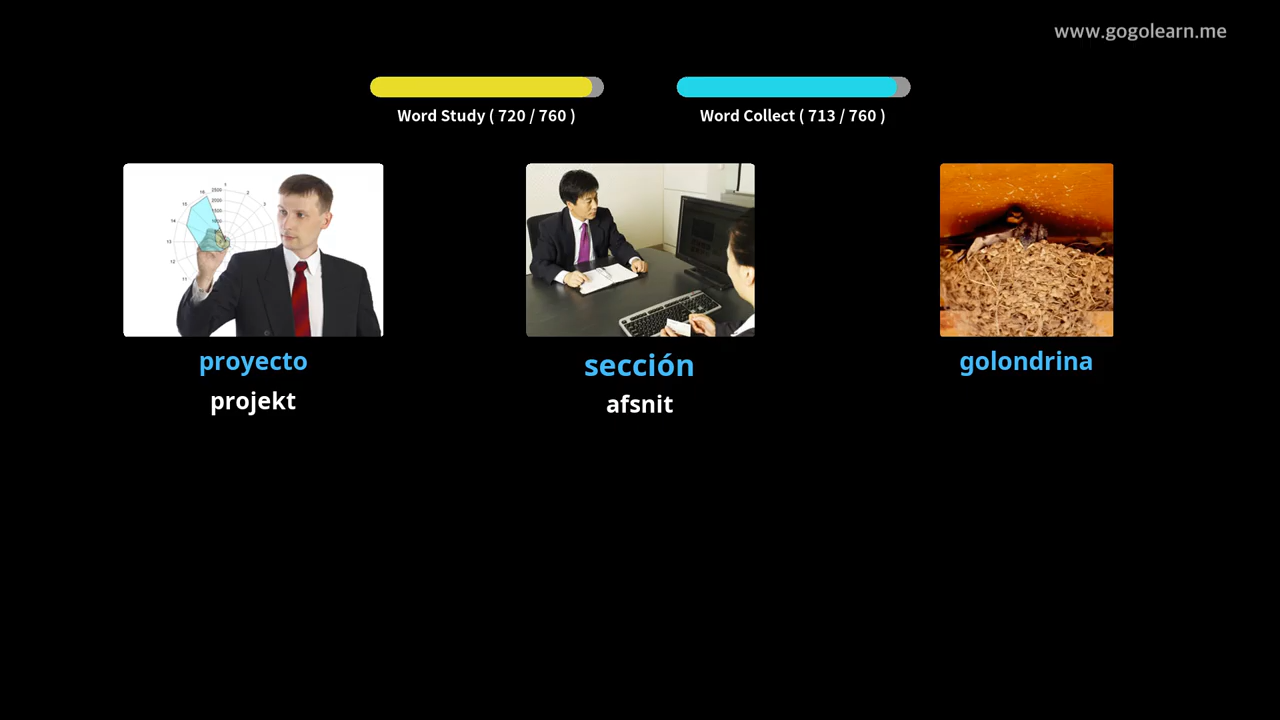 www.gogolearn.me
Word Study ( 720 / 760 )
Word Collect ( 713 / 760 )
proyecto
sección
golondrina
projekt
afsnit